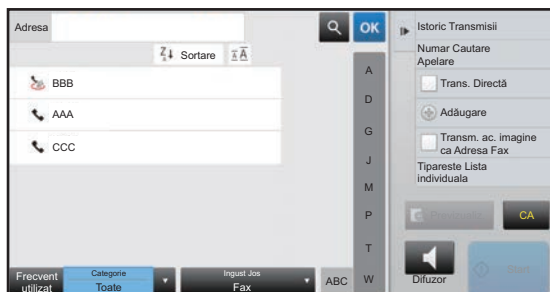 Adresa
OK
Sortare
BBB
AAA
CCC
A
D
G
J
M
P
T
W
Frecvent
utilizat
Categorie
Toate
Ingust Jos
Fax
ABC
Istoric Transmisii
Numar Cautare
Apelare
Trans. Directă
Adăugare
Transm. ac. imagine
ca Adresa Fax
Tipareste Lista
individuala
CA
Difuzor
Start